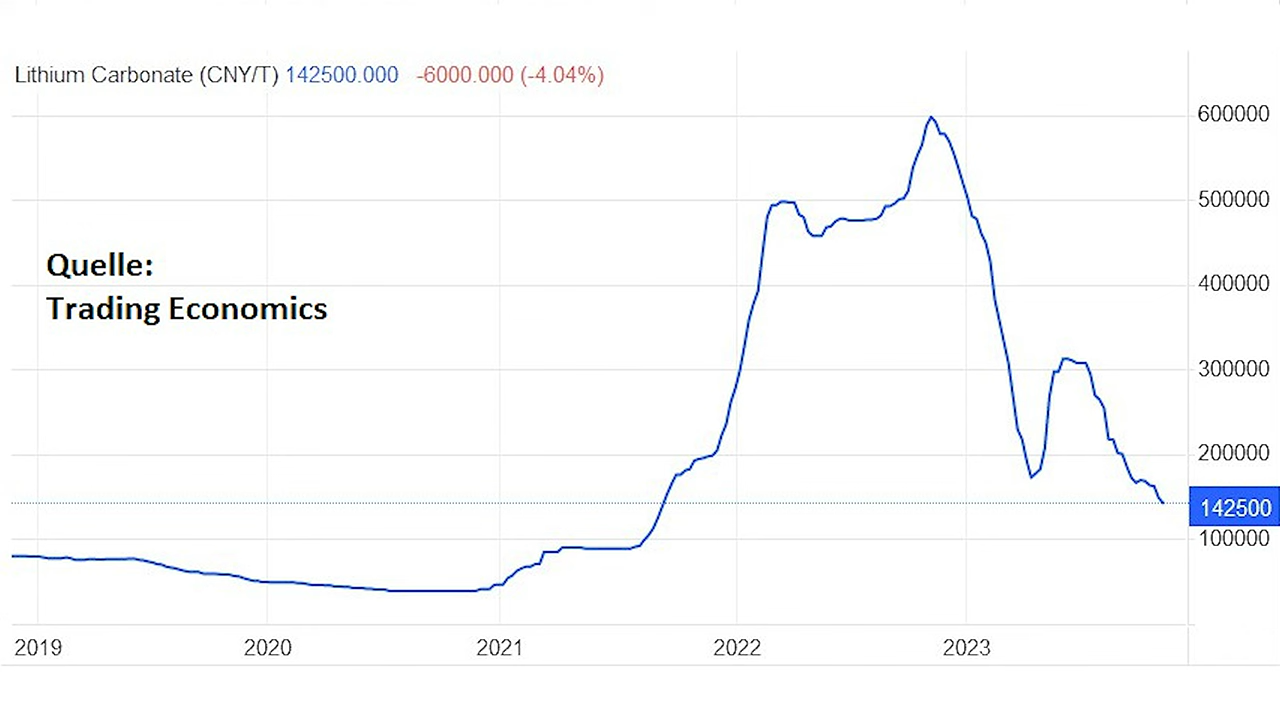 Lithium Carbonate (CNY/T) 142500.000 -6000.000 (-4.04%)
600000
500000
Quelle:
Trading Economics
400000
300000
200000
142500
100000
2019 2020 2021 2022 2023